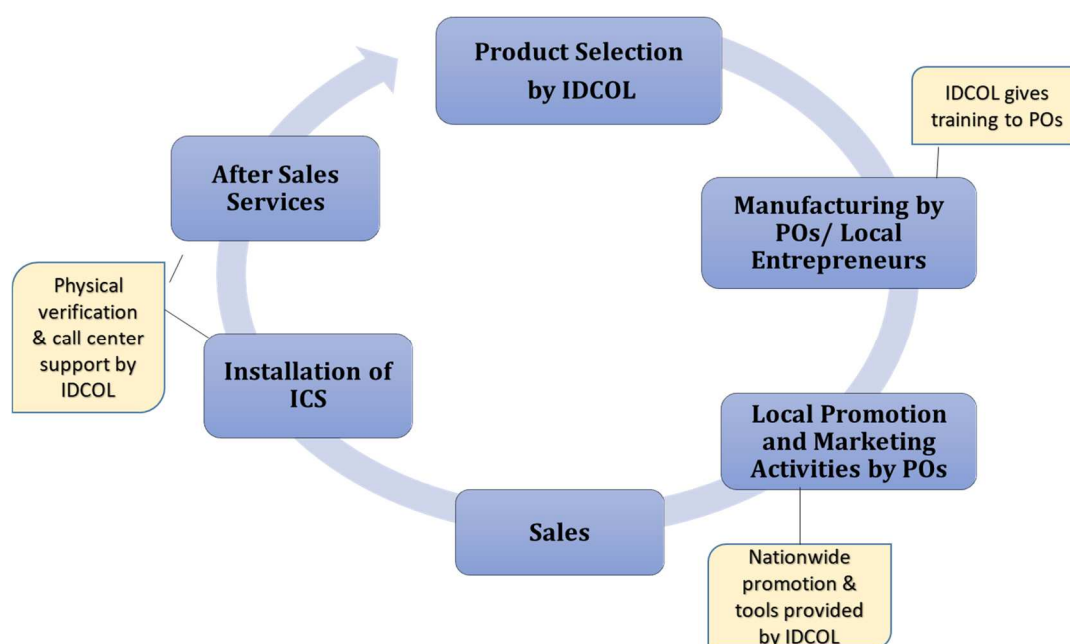 Product Selection
by IDCOL
IDCOL gives
training to POs
Manufacturing by
POs/ Local
Entrepreneurs
Local Promotion
and Marketing
Activities by POs
Nationwide
promotion &
tools provided
by IDCOL
Sales
Installation of
ICS
Physical
verification
& call center
support by
IDCOL
After Sales
Services